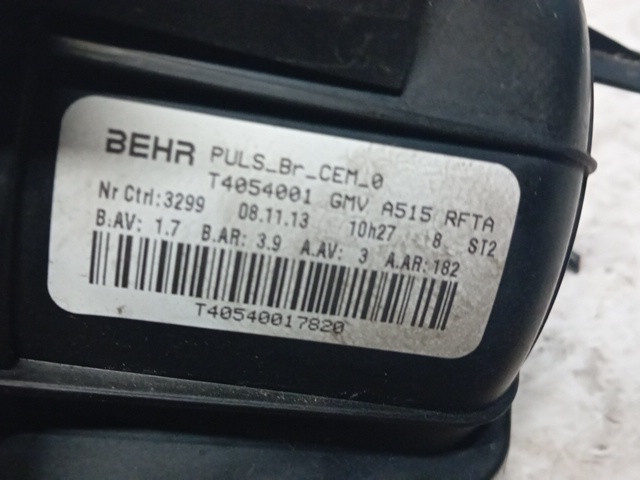 BEHR PULS_Br_CEM_0
T4054001 GMV A515 RFTA
Nr Ctrl:3299 08.11.13 10h27 8 ST2
B.AV: 1.7 B.AR: 3.9 A.AV: 3 A.AR:182
T40540017820